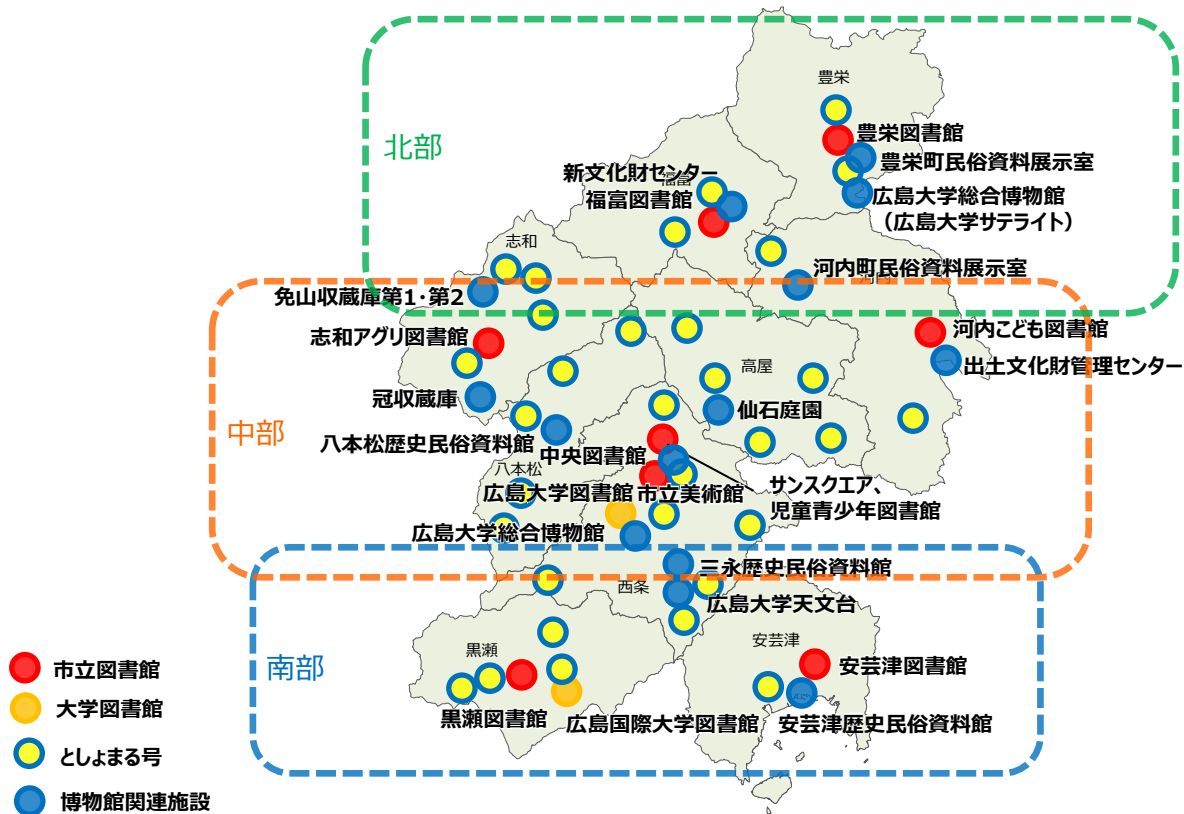 豊栄
豊栄図書館
北部
豊栄町民俗資料展示室
新文化財センター
福富
福富図書館
広島大学総合博物館
（広島大学サテライト）
志和
河内町民俗資料展示室
河内
免山収蔵庫第1・第2
志和アグリ図書館
河内こども図書館
高屋
出土文化財管理センター
冠収蔵庫
仙石庭園
中部
八本松歴史民俗資料館
中央図書館
八本松
広島大学図書館
市立美術館
サンスクエア、
児童青少年図書館
広島大学総合博物館
三永歴史民俗資料館
西条
広島大学天文台
安芸津
黒瀬
南部
安芸津図書館
黒瀬図書館
広島国際大学図書館
安芸津歴史民俗資料館
市立図書館
大学図書館
としょまる号
博物館関連施設